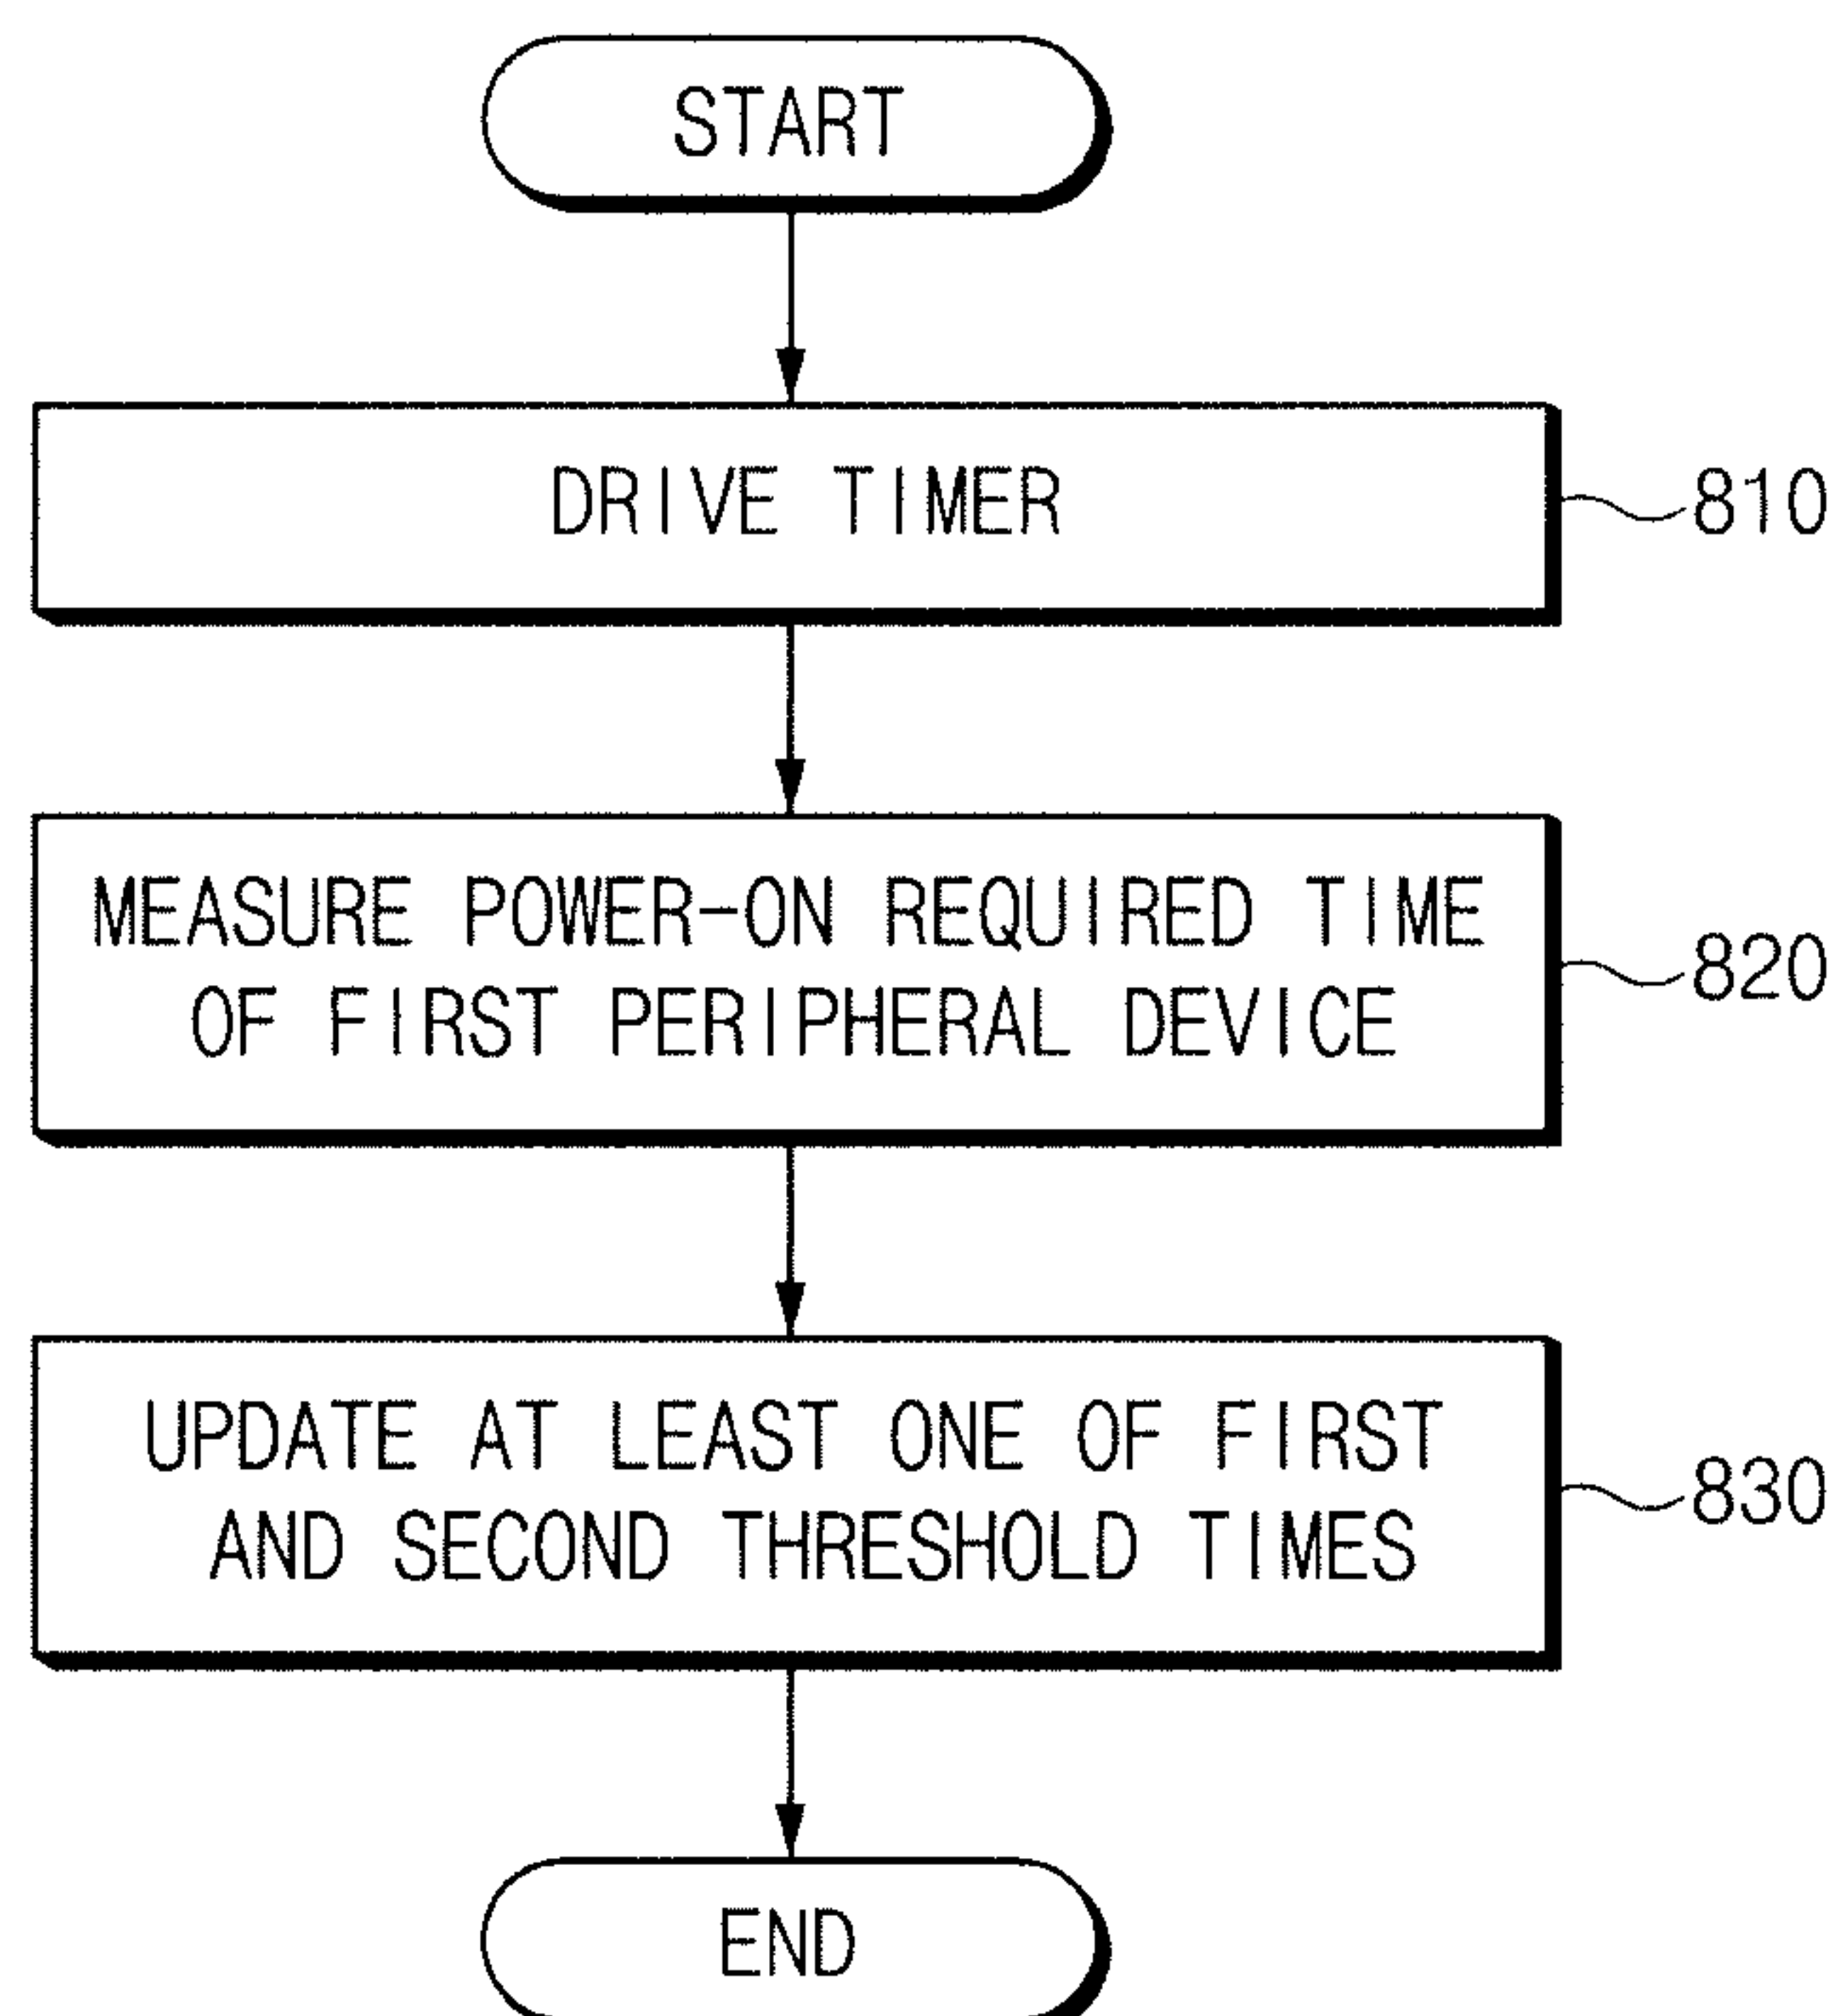 START
DRIVE TIMER
810
MEASURE POWER-ON REQUIRED TIME
OF FIRST PERIPHERAL DEVICE
820
UPDATE AT LEAST ONE OF FIRST
AND SECOND THRESHOLD TIMES
830
END